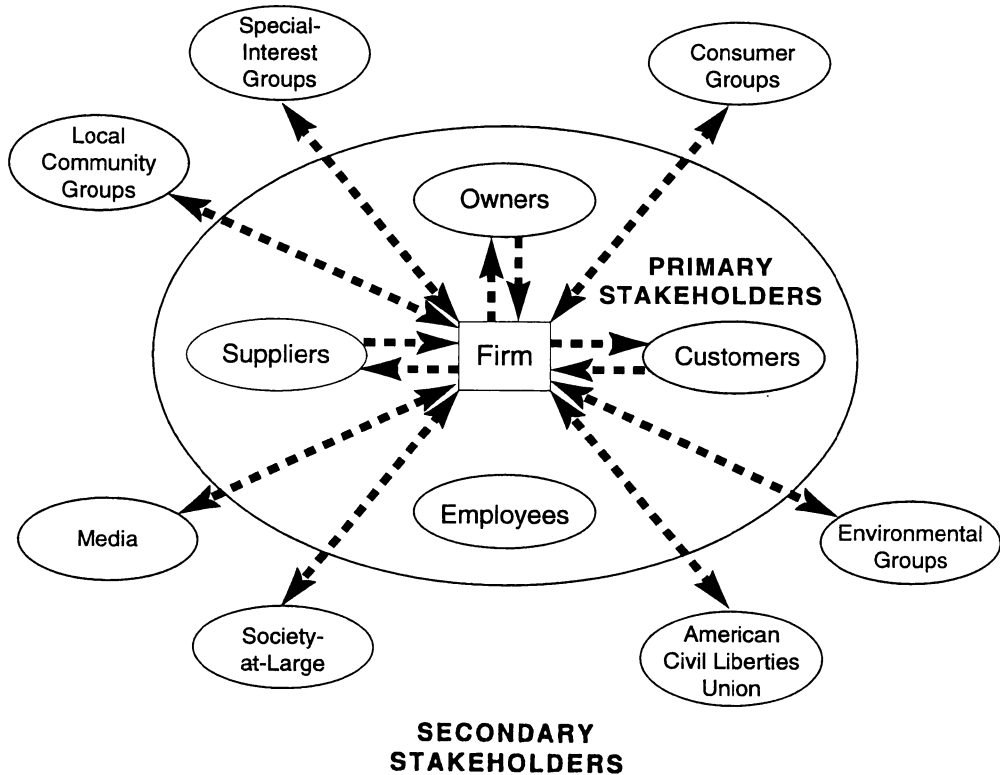 Special-
Interest
Groups
Consumer
Groups
Local
Community
Groups
Owners
PRIMARY
STAKEHOLDERS
Suppliers
Firm
Customers
Employees
Media
Environmental
Groups
Society-
at-Large
American
Civil Liberties
Union
SECONDARY
STAKEHOLDERS